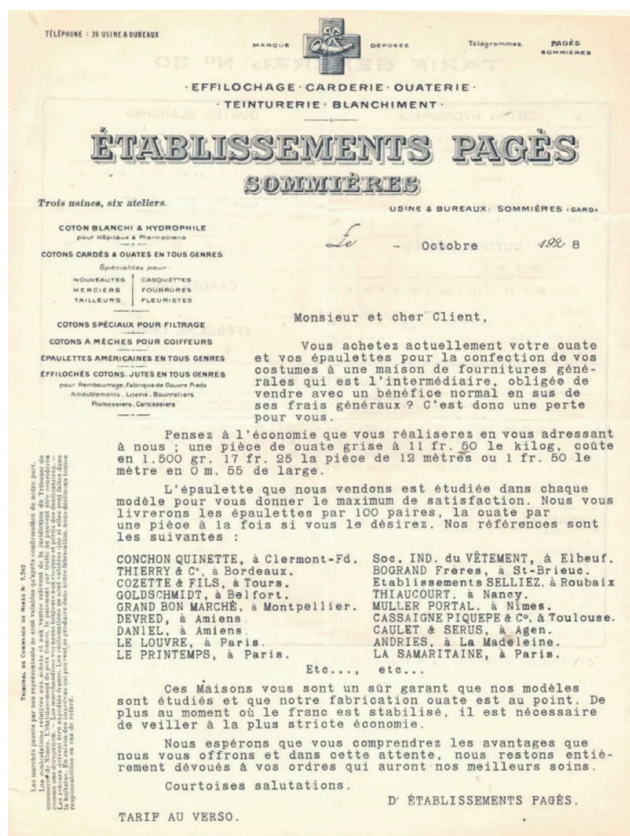 TÉLÉPHONE : 26 USINE & BUREAUX
MARQUE DÉPOSÉE
Télégrammes: PAGÈS
SOMMIÈRES
· EFFILOCHAGE · CARDERIE · OUATERIE ·
· TEINTURERIE · BLANCHIMENT ·
ÉTABLISSEMENTS PAGÈS
SOMMIÈRES
Trois usines, six ateliers.
USINE & BUREAUX: SOMMIÈRES (GARD)
COTON BLANCHI & HYDROPHILE
pour Hôpitaux & Pharmaciens
COTONS CARDÉS & OUATES EN TOUS GENRES
Spécialités pour:
NOUVEAUTÉS CASQUETTES
MERCIERS FOURRURES
TAILLEURS FLEURISTES
COTONS SPÉCIAUX POUR FILTRAGE
COTONS A MÈCHES POUR COIFFEURS
ÉPAULETTES AMERICAINES EN TOUS GENRES
EFFILOCHÉS COTONS, JUTES EN TOUS GENRES
pour Rembourrage, Fabrique de Couvre Pieds
Ameublements, Literie, Bourreliers
Plumassiers, Carcassiers
Le - Octobre 1928
Monsieur et cher Client,
Vous achetez actuellement votre ouate
et vos épaulettes pour la confection de vos
costumes à une maison de fournitures géné-
rales qui est l'intermédiaire, obligée de
vendre avec un bénéfice normal en sus de
ses frais généraux ? C'est donc une perte
pour vous.
Pensez à l'économie que vous réaliserez en vous adressant
à nous ; une pièce de ouate grise à 11 fr. 50 le kilog, coûte
en 1.500 gr. 17 fr. 25 la pièce de 12 mètres ou 1 fr. 50 le
mètre en 0 m. 55 de large.
L'épaulette que nous vendons est étudiée dans chaque
modèle pour vous donner le maximum de satisfaction. Nous vous
livrerons les épaulettes par 100 paires, la ouate par
une pièce à la fois si vous le désirez. Nos références sont
les suivantes :
CONCHON QUINETTE, à Clermont-Fd. Soc. IND. du VÊTEMENT, à Elbeuf.
THIERRY & Cº, à Bordeaux. BOGRAND Frères, à St-Brieuc.
COZETTE & FILS, à Tours. Etablissements SELLIEZ, à Roubaix
GOLDSCHMIDT, à Belfort. THIAUCOURT, à Nancy.
GRAND BON MARCHÉ, à Montpellier. MULLER PORTAL, à Nîmes.
DEVRED, à Amiens. CASSAIGNE PIQUEPE & Cº, à Toulouse.
DANIEL, à Amiens. CAULET & SERUS, à Agen.
LE LOUVRE, à Paris. ANDRIES, à La Madeleine.
LE PRINTEMPS, à Paris. LA SAMARITAINE, à Paris.
Etc..., etc...
Ces Maisons vous sont un sûr garant que nos modèles
sont étudiés et que notre fabrication ouate est au point. De
plus au moment où le franc est stabilisé, il est nécessaire
de veiller à la plus stricte économie.
Nous espérons que vous comprendrez les avantages que
nous vous offrons et dans cette attente, nous restons entiè-
rement dévoués à vos ordres qui auront nos meilleurs soins.
Courtoises salutations.
Dʳ ÉTABLISSEMENTS PAGÈS.
TARIF AU VERSO.